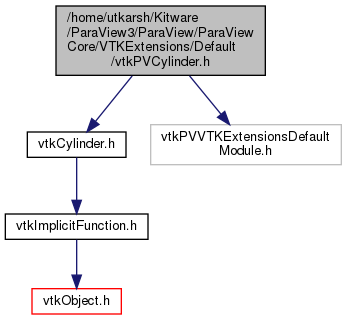 /home/utkarsh/Kitware
/ParaView3/ParaView/ParaView
Core/VTKExtensions/Default
/vtkPVCylinder.h
vtkCylinder.h
vtkPVVTKExtensionsDefault
Module.h
vtkImplicitFunction.h
vtkObject.h